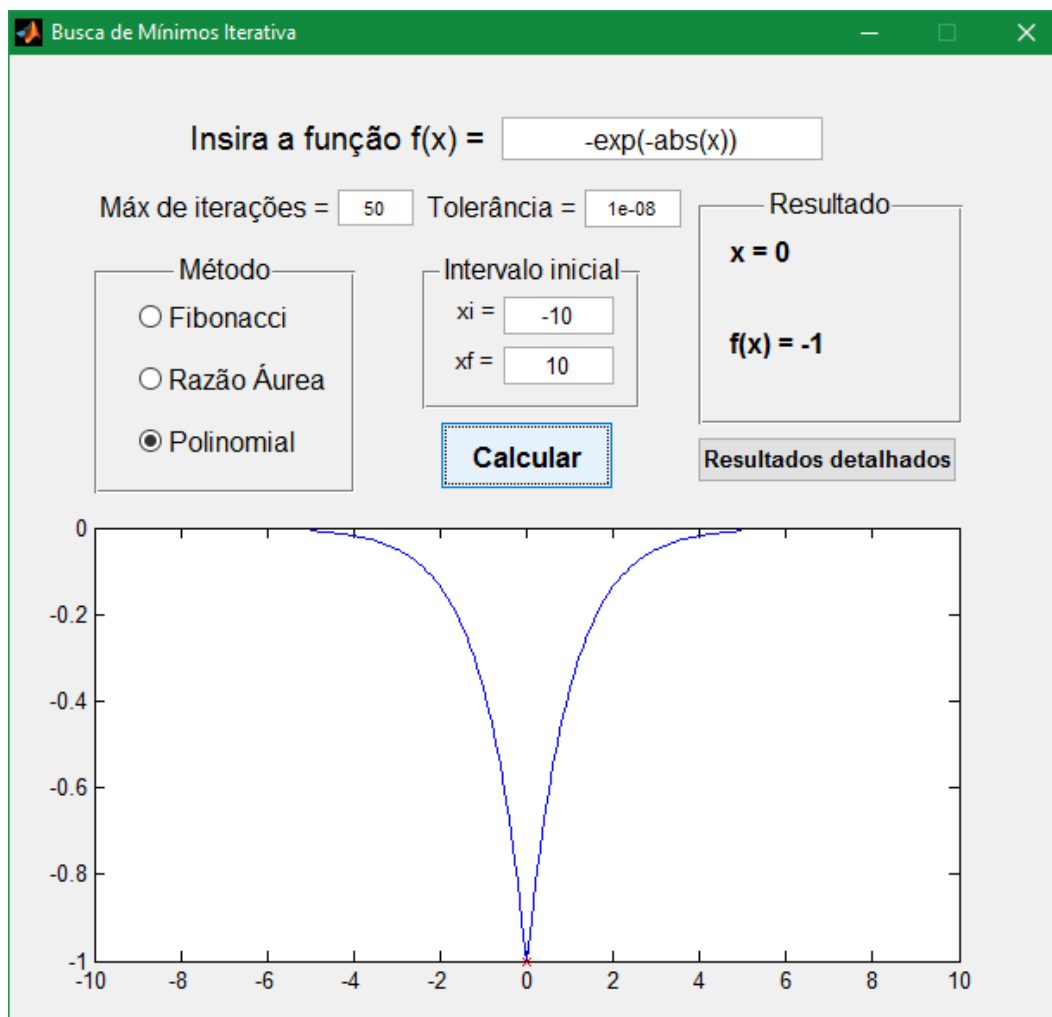 Busca de Mínimos Iterativa
Insira a função f(x) = -exp(-abs(x))
Máx de iterações = 50 Tolerância = 1e-08
Resultado
x = 0
f(x) = -1
Método
Fibonacci
Razão Áurea
Polinomial
Intervalo inicial
xi = -10
xf = 10
Calcular
Resultados detalhados
0
-0.2
-0.4
-0.6
-0.8
-1
-10 -8 -6 -4 -2 0 2 4 6 8 10